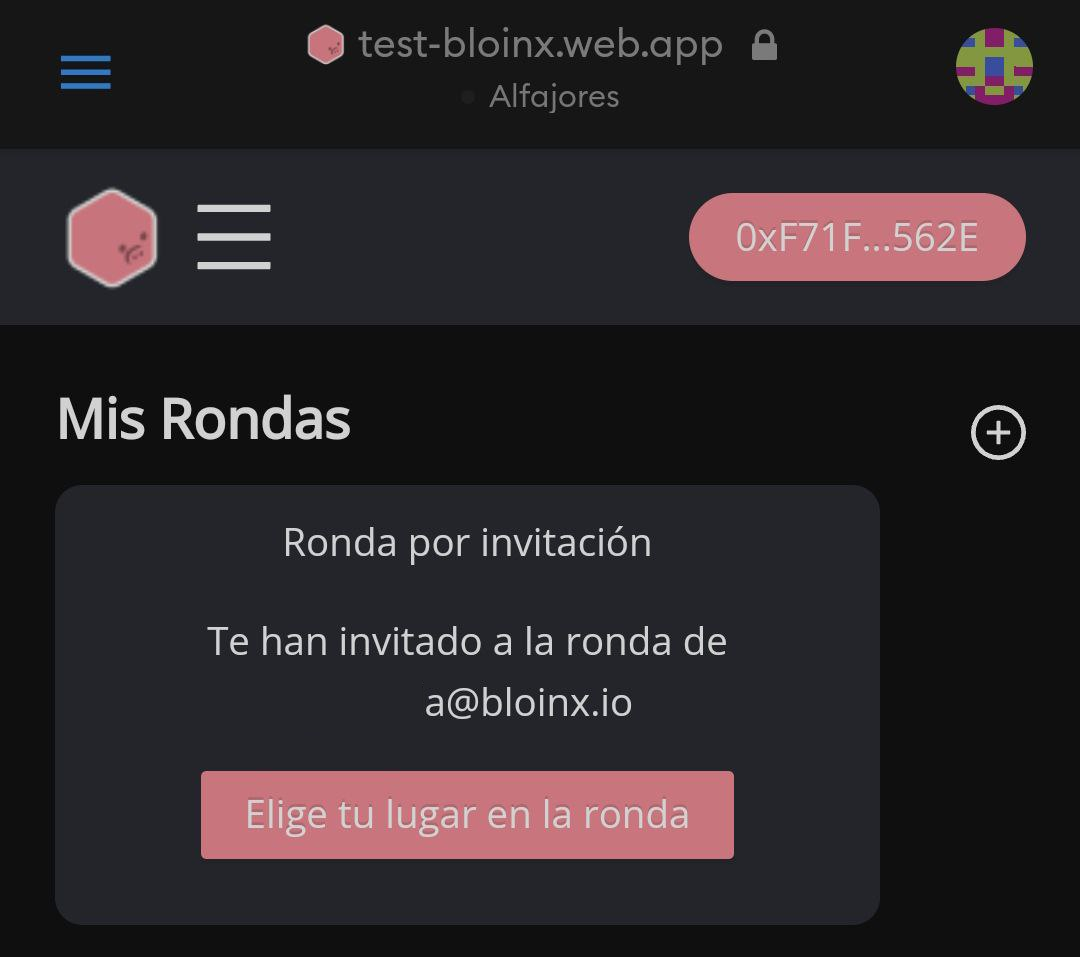 test-bloinx.web.app
Alfajores
0xF71F...562E
Mis Rondas
Ronda por invitación
Te han invitado a la ronda de
a@bloinx.io
Elige tu lugar en la ronda